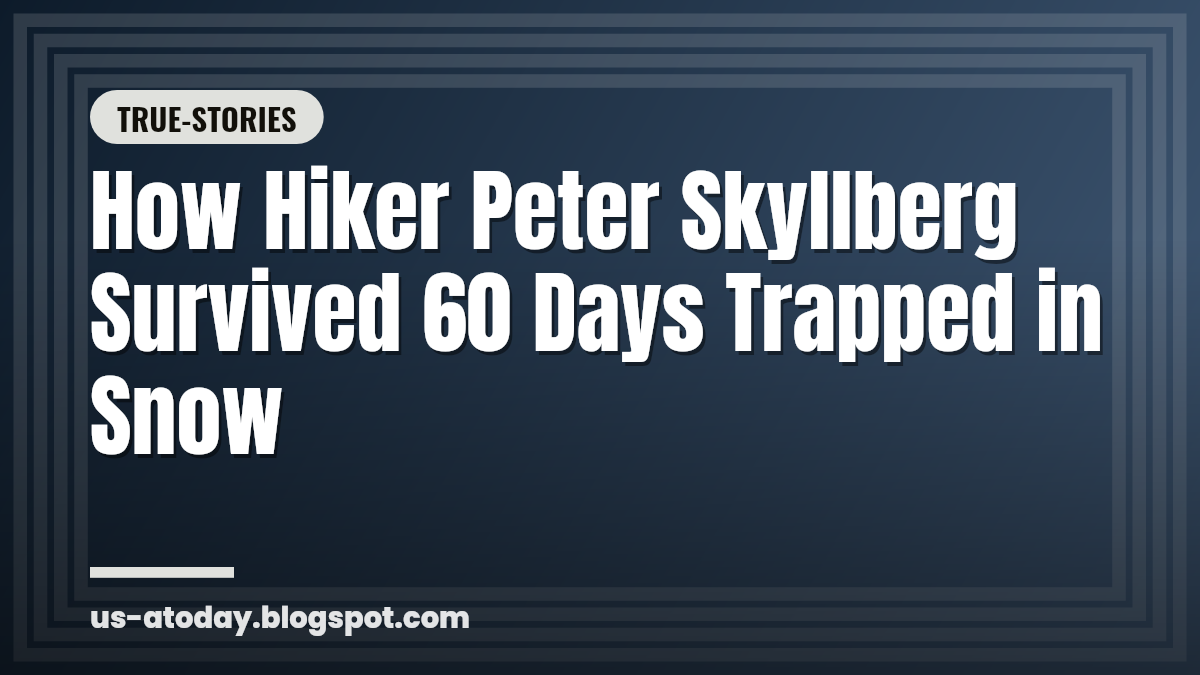 TRUE-STORIES
How Hiker Peter Skyllberg
Survived 60 Days Trapped in
Snow
us-atoday.blogspot.com